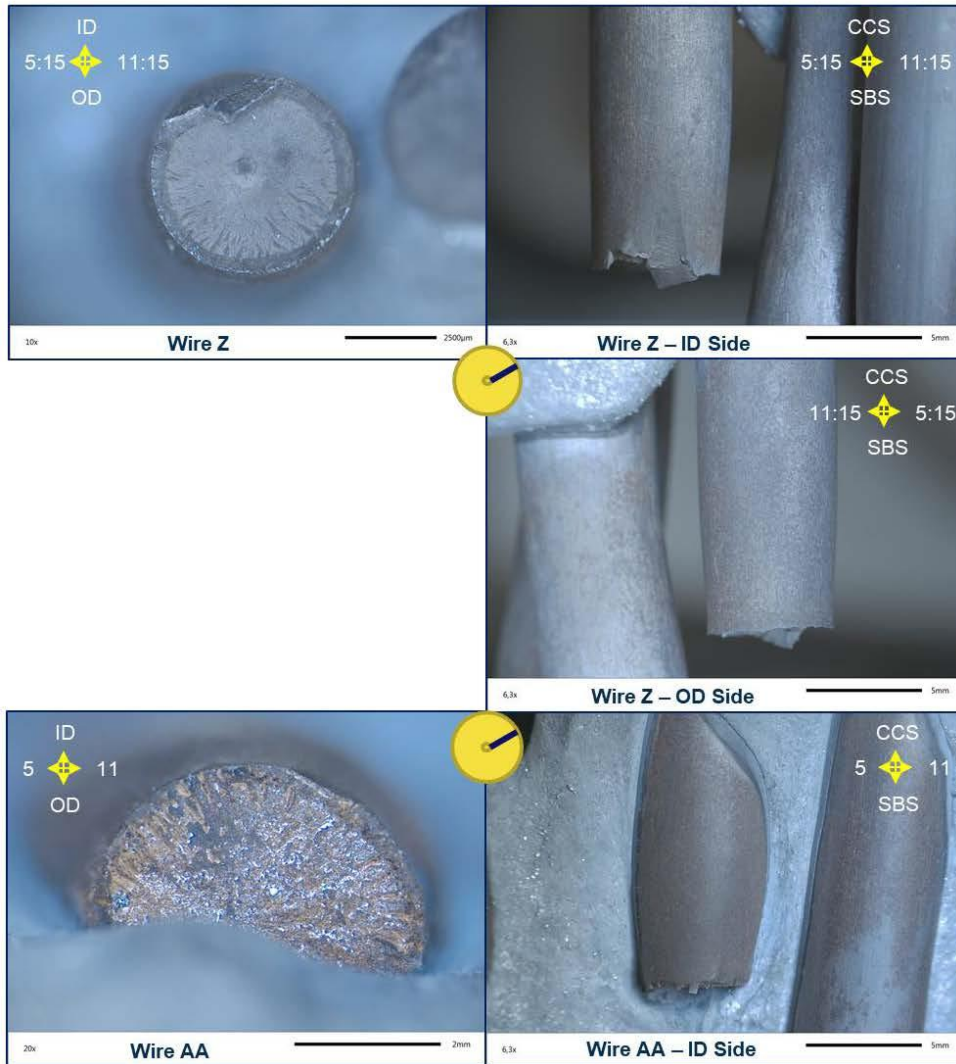 ID
5:15 11:15
OD
10x Wire Z 2500µm
CCS
5:15 11:15
SBS
6,3x Wire Z – ID Side 5mm
CCS
11:15 5:15
SBS
6,3x Wire Z – OD Side 5mm
ID
5 11
OD
20x Wire AA 2mm
CCS
5 11
SBS
6,3x Wire AA – ID Side 5mm